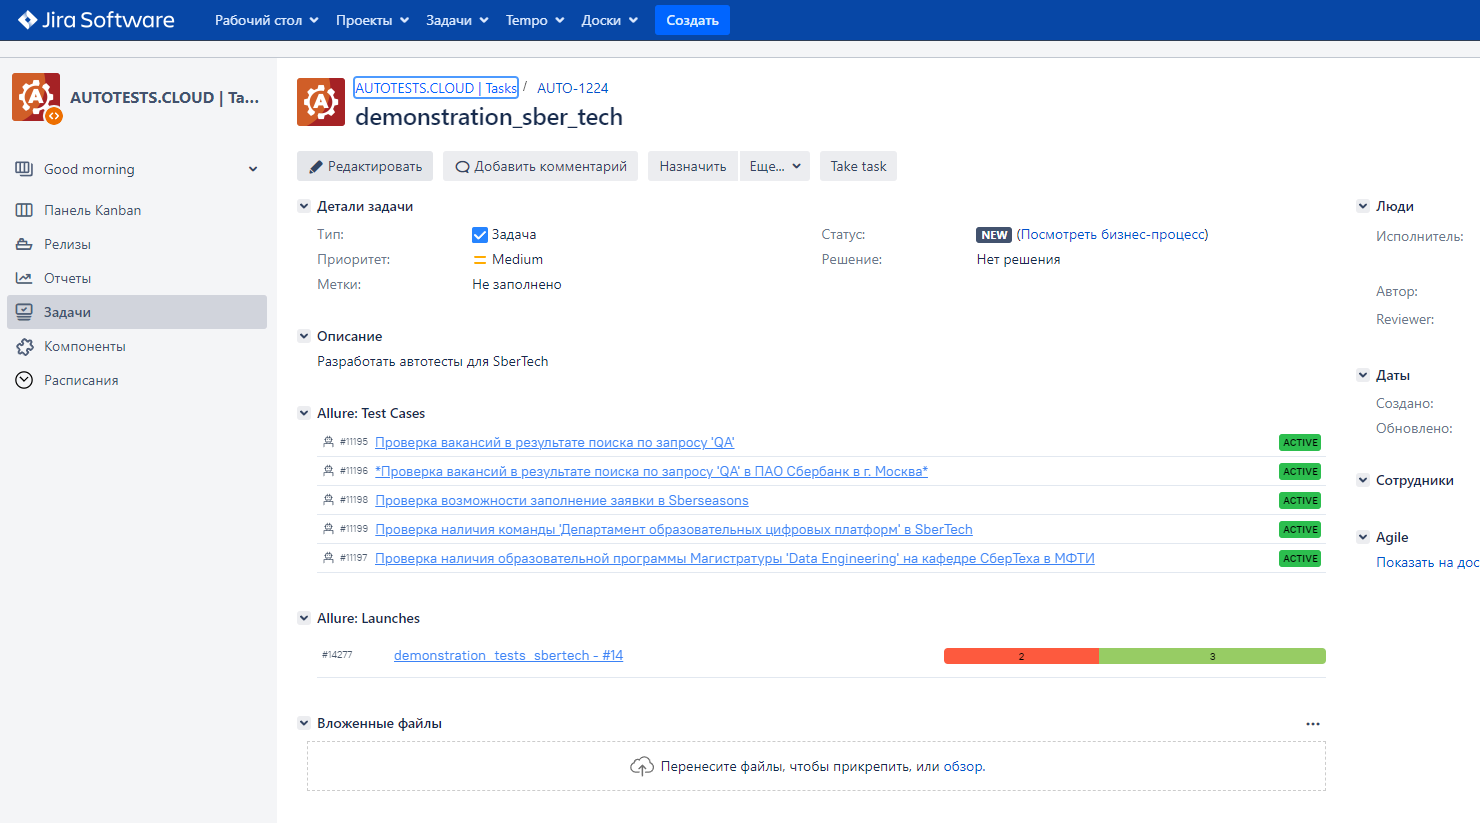 Jira Software
Рабочий стол
Проекты
Задачи
Tempo
Доски
Создать
AUTOTESTS.CLOUD | Ta...
Good morning
Панель Kanban
Релизы
Отчеты
Задачи
Компоненты
Расписания
AUTOTESTS.CLOUD | Tasks / AUTO-1224
demonstration_sber_tech
Редактировать
Добавить комментарий
Назначить
Еще...
Take task
Детали задачи
Тип: Задача
Приоритет: Medium
Метки: Не заполнено
Статус: NEW (Посмотреть бизнес-процесс)
Решение: Нет решения
Описание
Разработать автотесты для SberTech
Allure: Test Cases
#11195 Проверка вакансий в результате поиска по запросу 'QA' ACTIVE
#11196 *Проверка вакансий в результате поиска по запросу 'QA' в ПАО Сбербанк в г. Москва* ACTIVE
#11198 Проверка возможности заполнение заявки в Sberseasons ACTIVE
#11199 Проверка наличия команды 'Департамент образовательных цифровых платформ' в SberTech ACTIVE
#11197 Проверка наличия образовательной программы Магистратуры 'Data Engineering' на кафедре СберТеха в МФТИ ACTIVE
Allure: Launches
#14277 demonstration_tests_sbertech - #14 2 3
Вложенные файлы
Перенесите файлы, чтобы прикрепить, или обзор.
Люди
Исполнитель:
Автор:
Reviewer:
Даты
Создано:
Обновлено:
Сотрудники
Agile
Показать на дос